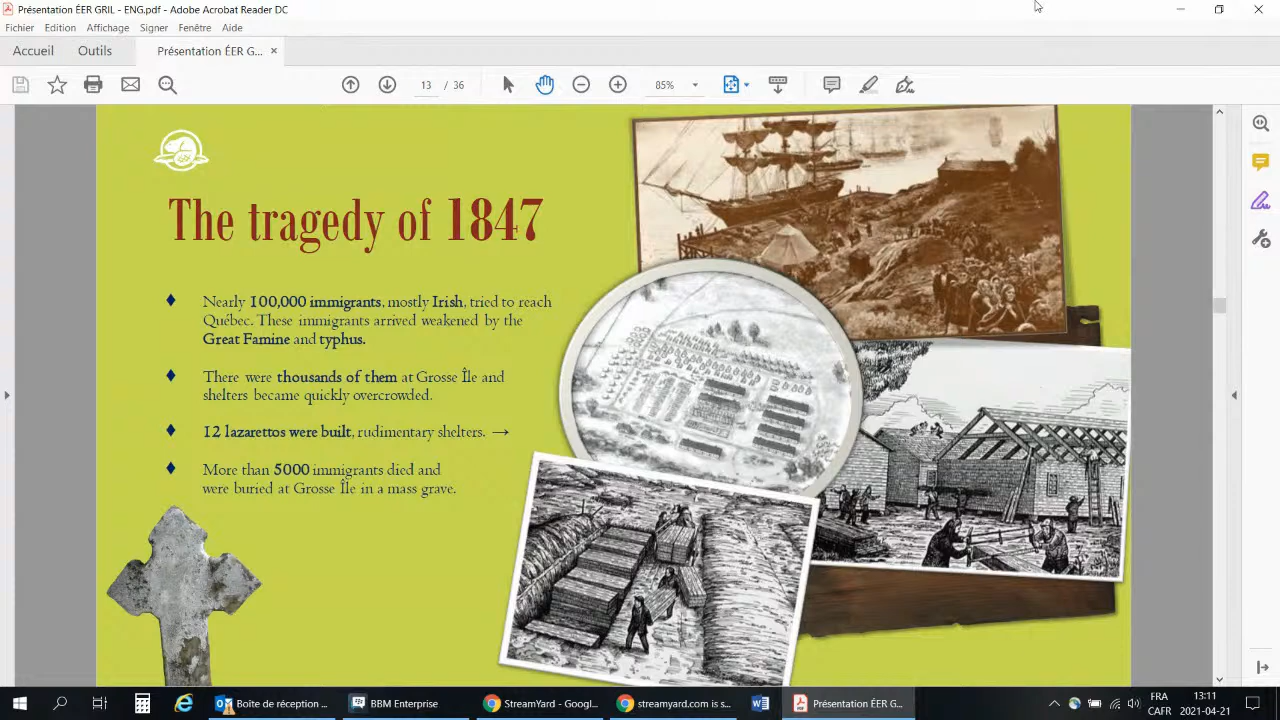 Présentation ÉER GRIL - ENG.pdf - Adobe Acrobat Reader DC
Fichier Edition Affichage Signer Fenêtre Aide
Accueil Outils Présentation ÉER G... ×
13 / 36 85%
The tragedy of 1847
Nearly 100,000 immigrants, mostly Irish, tried to reach
Québec. These immigrants arrived weakened by the
Great Famine and typhus.
There were thousands of them at Grosse Île and
shelters became quickly overcrowded.
12 lazarettos were built, rudimentary shelters. →
More than 5000 immigrants died and
were buried at Grosse Île in a mass grave.
Boîte de réception ... BBM Enterprise StreamYard - Googl... streamyard.com is s... Présentation ÉER G...
FRA 13:11
CAFR 2021-04-21